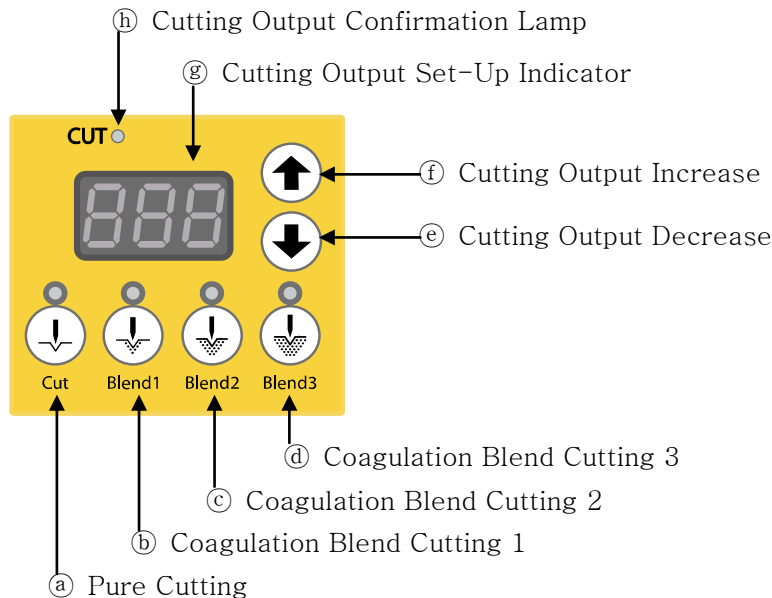 ⓗ Cutting Output Confirmation Lamp
ⓖ Cutting Output Set-Up Indicator
CUT
888
ⓕ Cutting Output Increase
ⓔ Cutting Output Decrease
Cut Blend1 Blend2 Blend3
ⓓ Coagulation Blend Cutting 3
ⓒ Coagulation Blend Cutting 2
ⓑ Coagulation Blend Cutting 1
ⓐ Pure Cutting